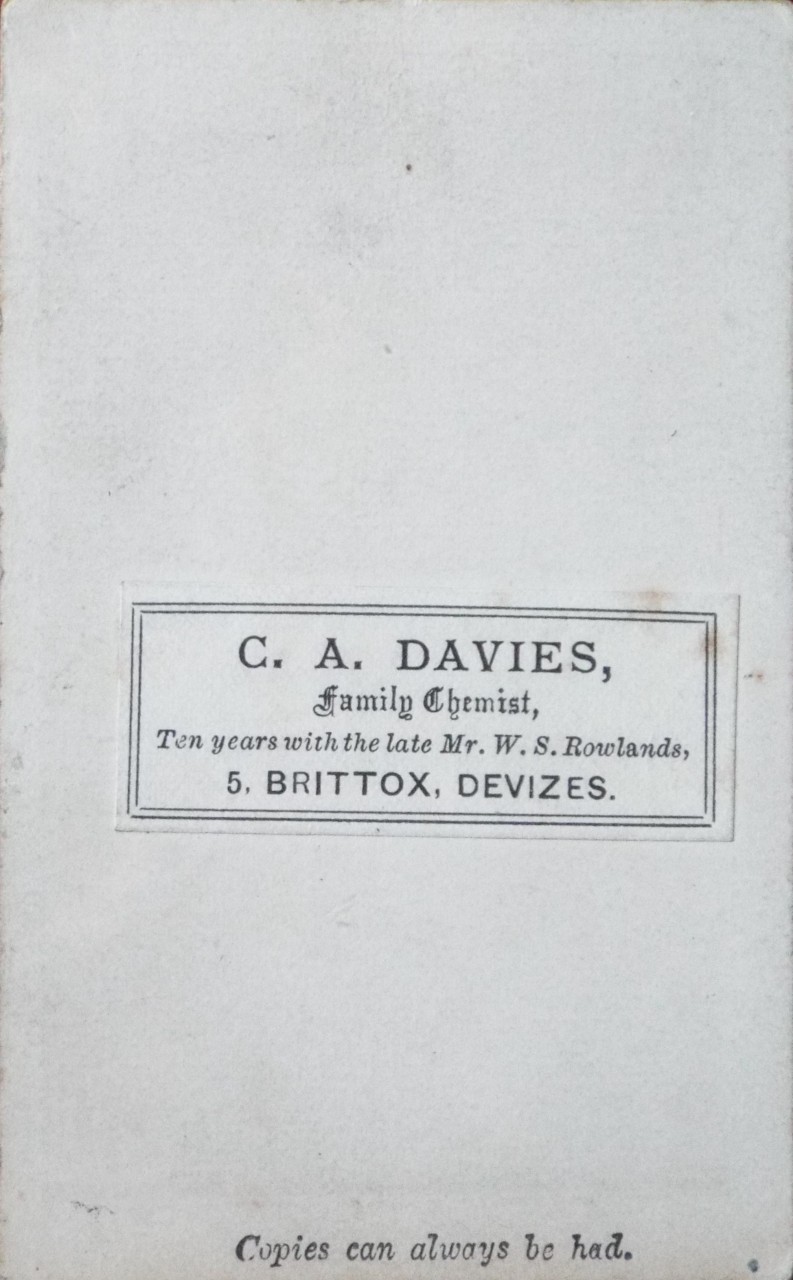 C. A. DAVIES,
Family Chemist,
Ten years with the late Mr. W. S. Rowlands,
5, BRITTOX, DEVIZES.
Copies can always be had.